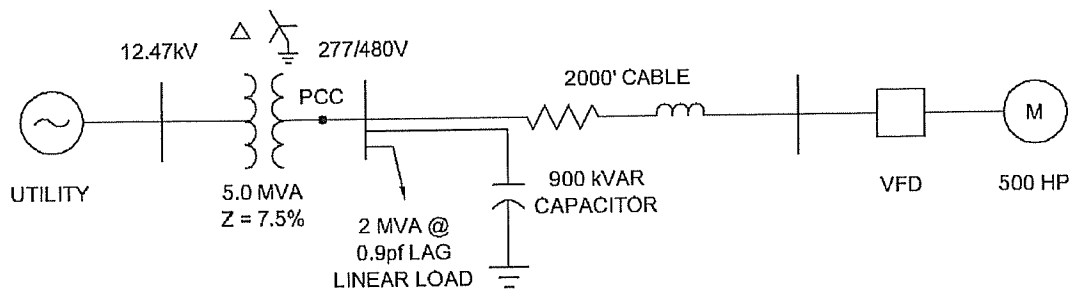 12.47kV
277/480V
PCC
2000' CABLE
M
UTILITY
5.0 MVA
Z = 7.5%
2 MVA @
0.9pf LAG
LINEAR LOAD
900 kVAR
CAPACITOR
VFD
500 HP